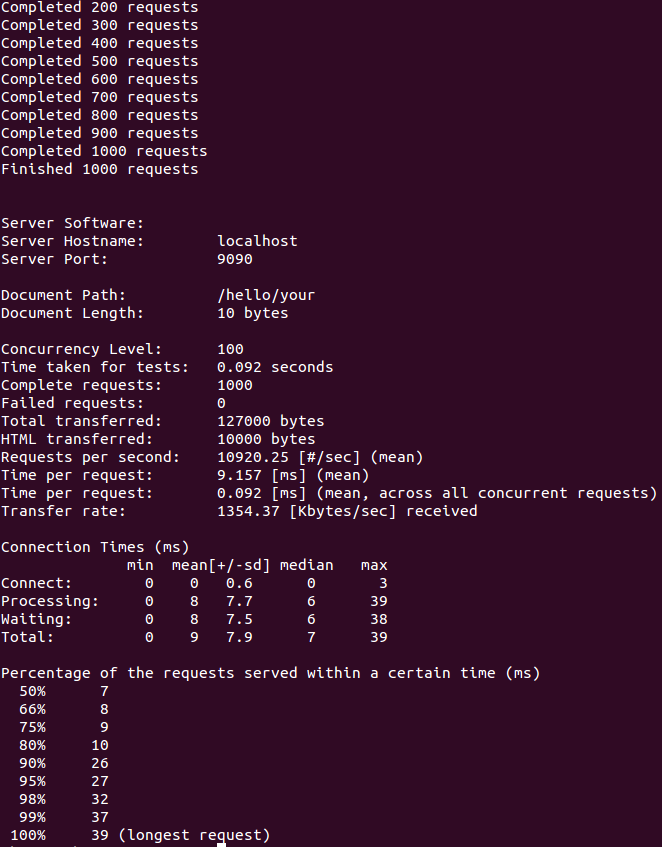 Completed 200 requests
Completed 300 requests
Completed 400 requests
Completed 500 requests
Completed 600 requests
Completed 700 requests
Completed 800 requests
Completed 900 requests
Completed 1000 requests
Finished 1000 requests
Server Software:
Server Hostname:        localhost
Server Port:            9090
Document Path:          /hello/your
Document Length:        10 bytes
Concurrency Level:      100
Time taken for tests:   0.092 seconds
Complete requests:      1000
Failed requests:        0
Total transferred:      127000 bytes
HTML transferred:       10000 bytes
Requests per second:    10920.25 [#/sec] (mean)
Time per request:       9.157 [ms] (mean)
Time per request:       0.092 [ms] (mean, across all concurrent requests)
Transfer rate:          1354.37 [Kbytes/sec] received
Connection Times (ms)
              min  mean[+/-sd] median   max
Connect:        0    0   0.6      0       3
Processing:     0    8   7.7      6      39
Waiting:        0    8   7.5      6      38
Total:          0    9   7.9      7      39
Percentage of the requests served within a certain time (ms)
  50%      7
  66%      8
  75%      9
  80%     10
  90%     26
  95%     27
  98%     32
  99%     37
 100%     39 (longest request)